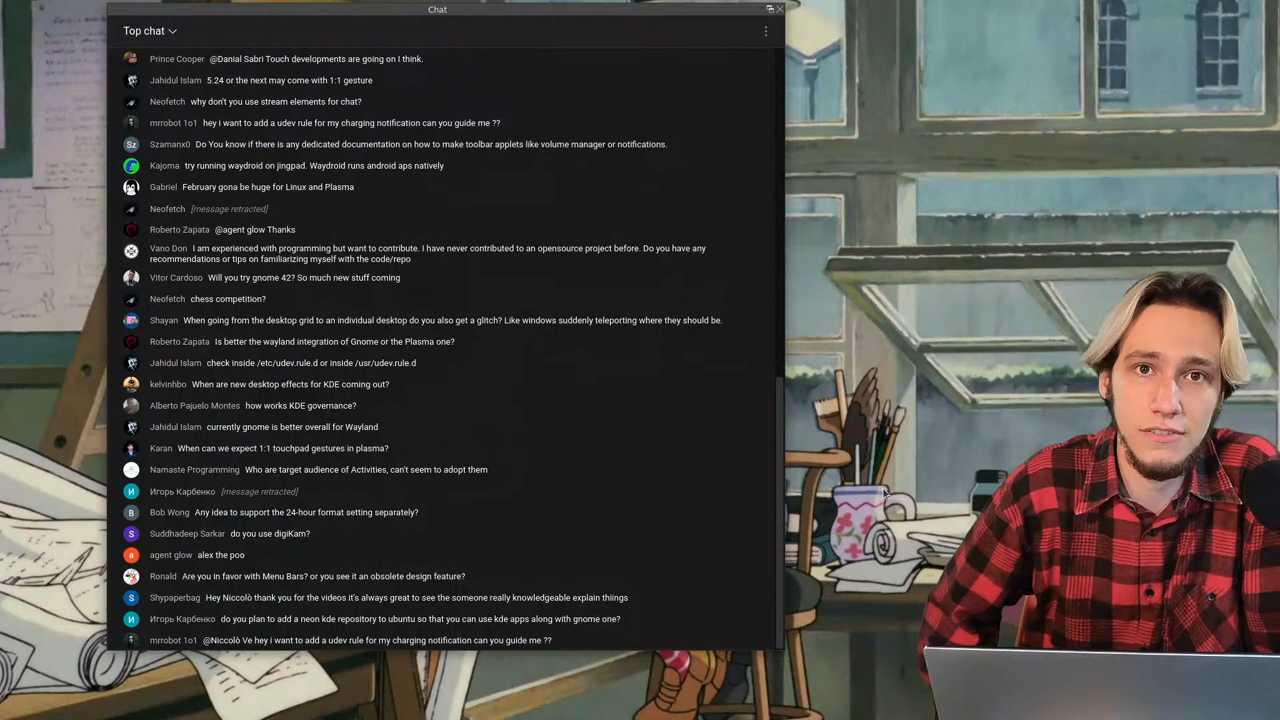 Chat
Top chat
Prince Cooper @Danial Sabri Touch developments are going on I think.
Jahidul Islam 5.24 or the next may come with 1:1 gesture
Neofetch why don't you use stream elements for chat?
mrrobot 1o1 hey i want to add a udev rule for my charging notification can you guide me ??
Sz Szamanx0 Do You know if there is any dedicated documentation on how to make toolbar applets like volume manager or notifications.
Kajoma try running waydroid on jingpad. Waydroid runs android aps natively
Gabriel February gona be huge for Linux and Plasma
Neofetch [message retracted]
Roberto Zapata @agent glow Thanks
Vano Don I am experienced with programming but want to contribute. I have never contributed to an opensource project before. Do you have any
recommendations or tips on familiarizing myself with the code/repo
Vitor Cardoso Will you try gnome 42? So much new stuff coming
Neofetch chess competition?
Shayan When going from the desktop grid to an individual desktop do you also get a glitch? Like windows suddenly teleporting where they should be.
Roberto Zapata Is better the wayland integration of Gnome or the Plasma one?
Jahidul Islam check inside /etc/udev.rule.d or inside /usr/udev.rule.d
kelvinhbo When are new desktop effects for KDE coming out?
Alberto Pajuelo Montes how works KDE governance?
Jahidul Islam currently gnome is better overall for Wayland
Karan When can we expect 1:1 touchpad gestures in plasma?
Namaste Programming Who are target audience of Activities, can't seem to adopt them
И Игорь Карбенко [message retracted]
B Bob Wong Any idea to support the 24-hour format setting separately?
S Suddhadeep Sarkar do you use digiKam?
a agent glow alex the poo
Ronald Are you in favor with Menu Bars? or you see it an obsolete design feature?
S Shypaperbag Hey Niccolò thank you for the videos it's always great to see the someone really knowledgeable explain thiings
И Игорь Карбенко do you plan to add a neon kde repository to ubuntu so that you can use kde apps along with gnome one?
mrrobot 1o1 @Niccolò Ve hey i want to add a udev rule for my charging notification can you guide me ??